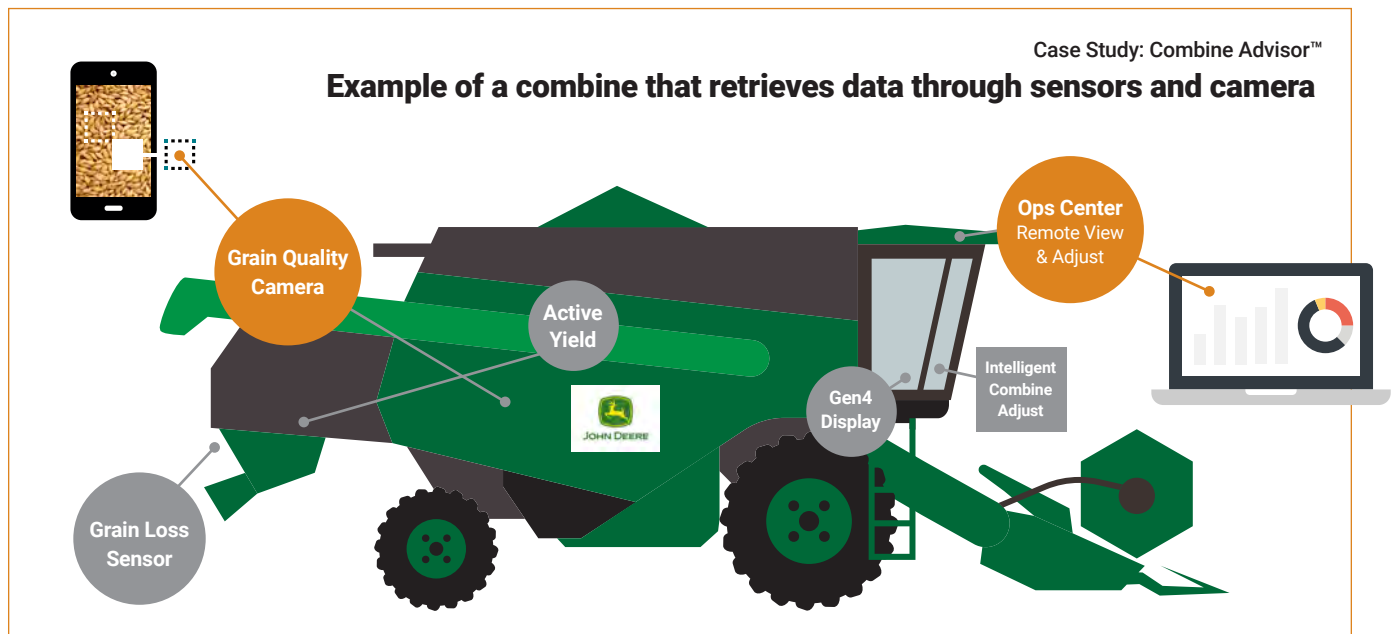 Case Study: Combine Advisor™
Example of a combine that retrieves data through sensors and camera
Grain Quality
Camera
Active
Yield
Ops Center
Remote View
& Adjust
Intelligent
Combine
Adjust
Gen4
Display
JOHN DEERE
Grain Loss
Sensor